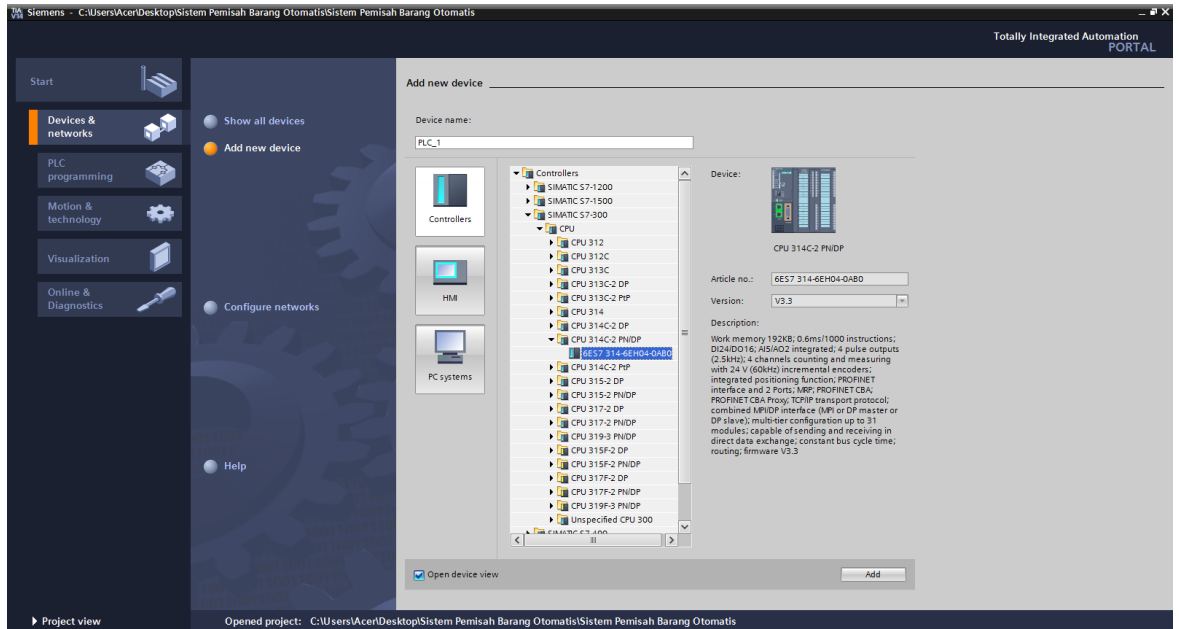 Siemens - C:\Users\Acer\Desktop\Sistem Pemisah Barang Otomatis\Sistem Pemisah Barang Otomatis
Totally Integrated Automation
PORTAL
Start
Devices &
networks
PLC
programming
Motion &
technology
Visualization
Online &
Diagnostics
Show all devices
Add new device
Configure networks
Help
Add new device
Device name:
PLC_1
Controllers
HMI
PC systems
Controllers
SIMATIC S7-1200
SIMATIC S7-1500
SIMATIC S7-300
CPU
CPU 312
CPU 312C
CPU 313C
CPU 313C-2 DP
CPU 313C-2 PtP
CPU 314
CPU 314C-2 DP
CPU 314C-2 PN/DP
6ES7 314-6EH04-0AB0
CPU 314C-2 PtP
CPU 315-2 DP
CPU 315-2 PN/DP
CPU 317-2 DP
CPU 317-2 PN/DP
CPU 319-3 PN/DP
CPU 315F-2 DP
CPU 315F-2 PN/DP
CPU 317F-2 DP
CPU 317F-2 PN/DP
CPU 319F-3 PN/DP
Unspecified CPU 300
SIMATIC S7-400
Device:
CPU 314C-2 PN/DP
Article no.:
6ES7 314-6EH04-0AB0
Version:
V3.3
Description:
Work memory 192KB; 0.6ms/1000 instructions;
DI24/DO16; AI5/AO2 integrated; 4 pulse outputs
(2.5kHz); 4 channels counting and measuring
with 24 V (60kHz) incremental encoders;
integrated positioning function; PROFINET
interface and 2 Ports; MRP; PROFINET CBA;
PROFINET CBA Proxy; TCP/IP transport protocol;
combined MPI/DP interface (MPI or DP master or
DP slave); multi-tier configuration up to 31
modules; capable of sending and receiving in
direct data exchange; constant bus cycle time;
routing; firmware V3.3
Open device view
Add
Project view
Opened project: C:\Users\Acer\Desktop\Sistem Pemisah Barang Otomatis\Sistem Pemisah Barang Otomatis